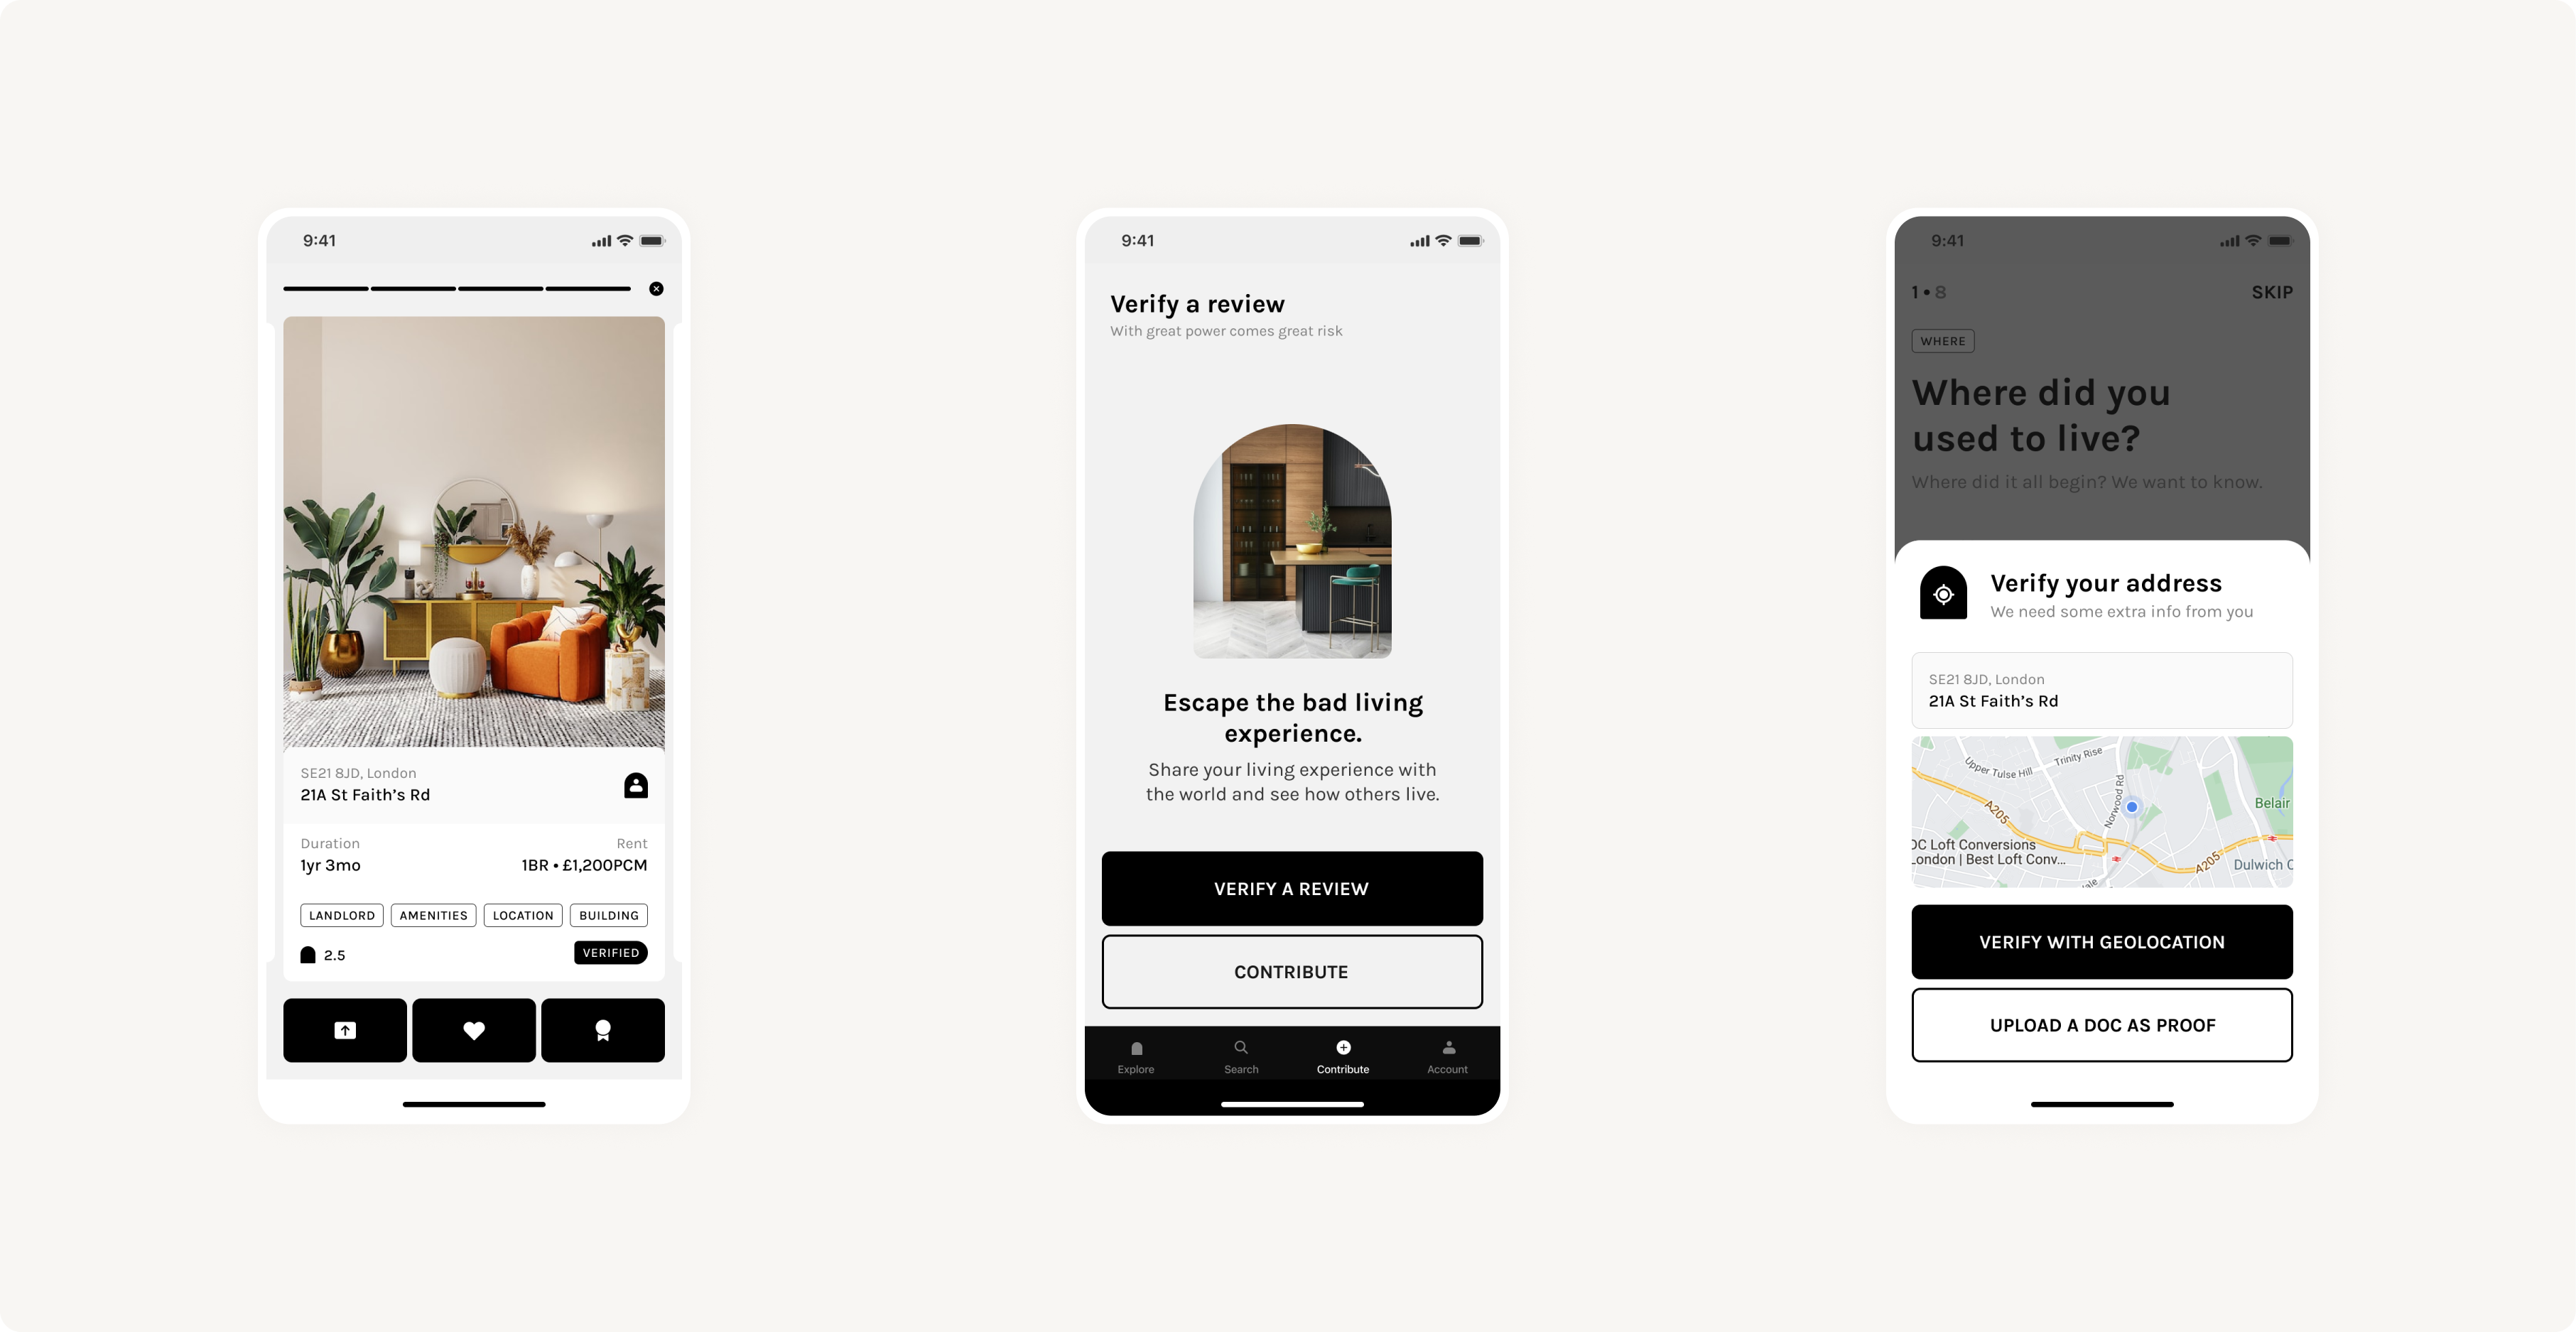 9:41
SE21 8JD, London
21A St Faith’s Rd
Duration
Rent
1yr 3mo
1BR • £1,200PCM
LANDLORD AMENITIES LOCATION BUILDING
2.5
VERIFIED
9:41
Verify a review
With great power comes great risk
Escape the bad living
experience.
Share your living experience with
the world and see how others live.
VERIFY A REVIEW
CONTRIBUTE
Explore
Search
Contribute
Account
9:41
1 • 8
SKIP
WHERE
Where did you
used to live?
Where did it all begin? We want to know.
Verify your address
We need some extra info from you
SE21 8JD, London
21A St Faith’s Rd
Upper Tulse Hill
Trinity Rise
Norwood Rd
A205
Belair
OC Loft Conversions
London | Best Loft Conv...
A205
Dulwich
VERIFY WITH GEOLOCATION
UPLOAD A DOC AS PROOF